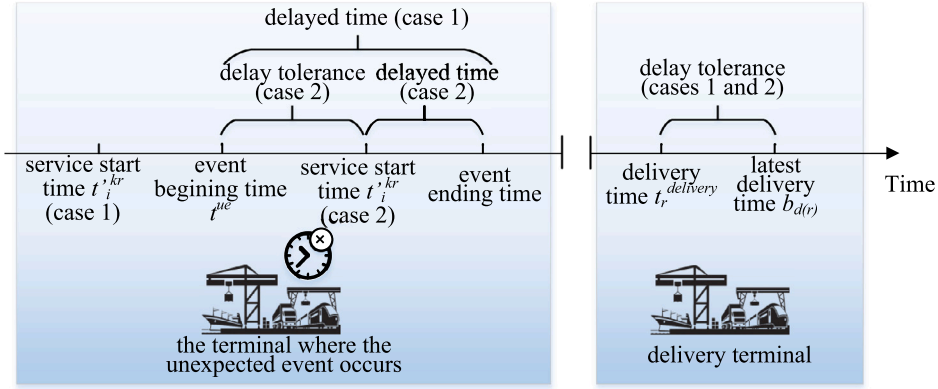 delayed time (case 1)
delay tolerance
(case 2)
delayed time
(case 2)
delay tolerance
(cases 1 and 2)
service start
time t'ᵢᵏʳ
(case 1)
event
begining time
tᵘᵉ
service start
time t'ᵢᵏʳ
(case 2)
event
ending time
delivery
time tᵣᵈᵉˡⁱᵛᵉʳʸ
latest
delivery
time b_d(r)
Time
the terminal where the
unexpected event occurs
delivery terminal